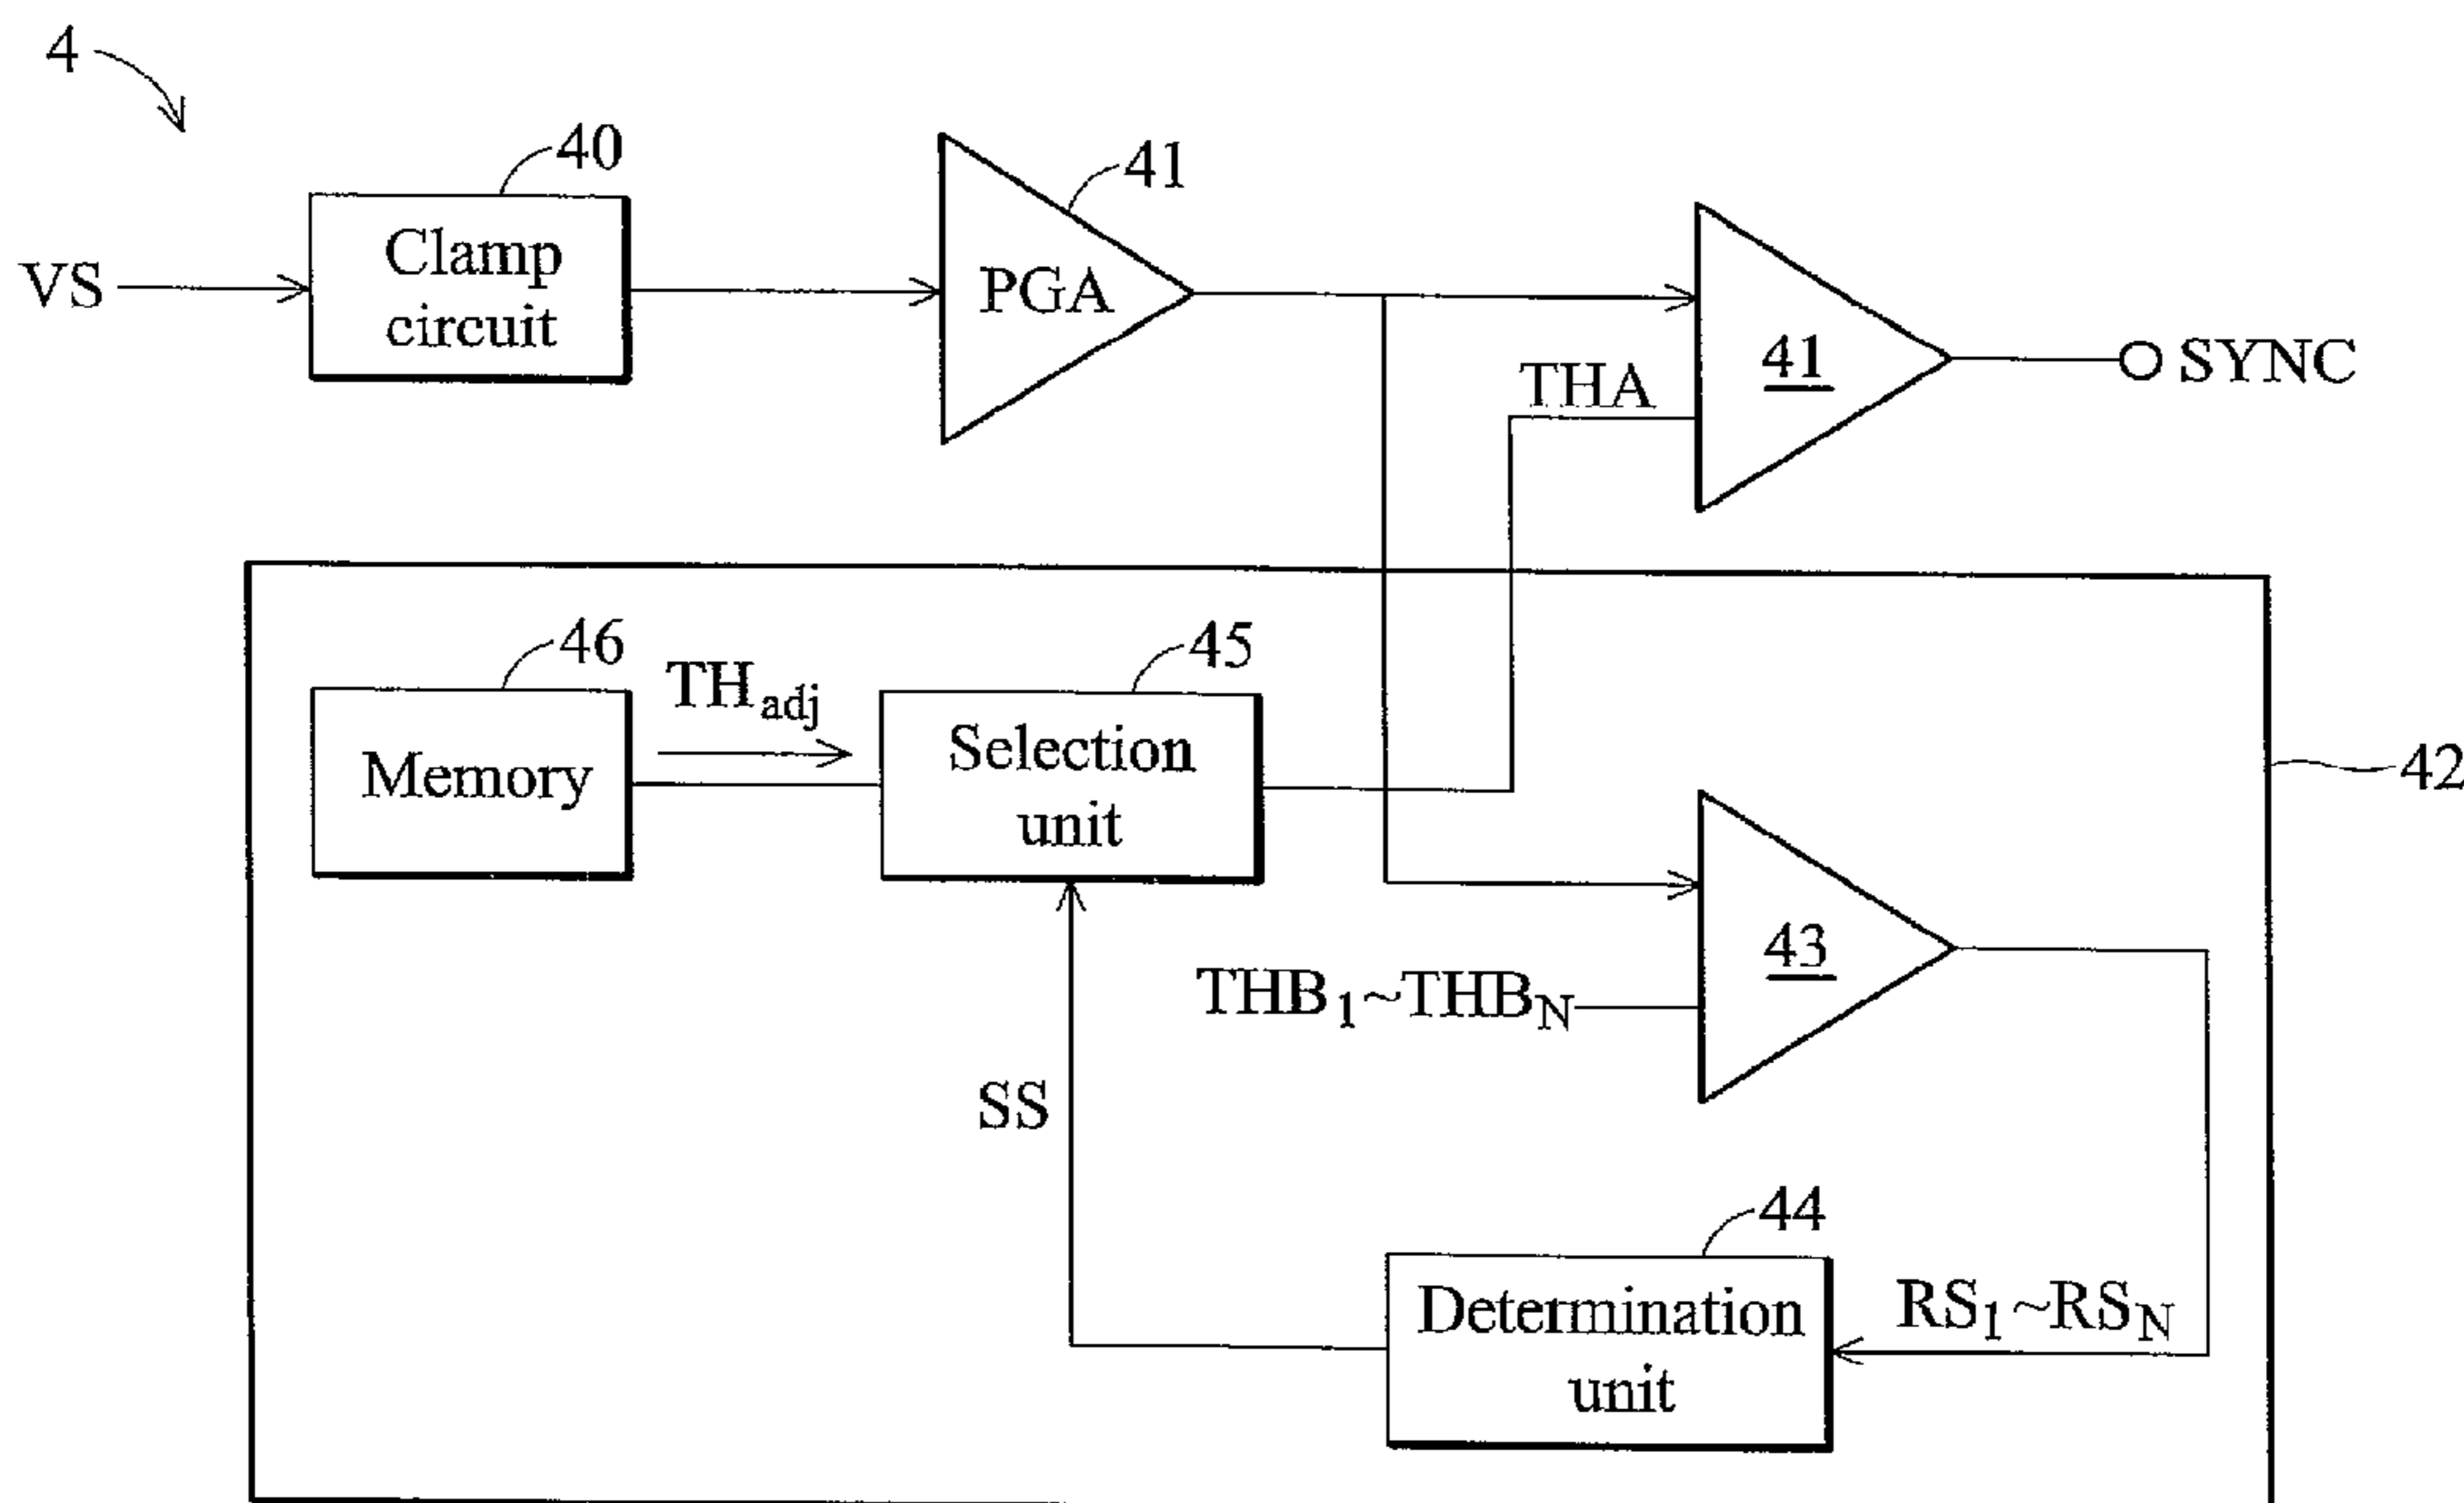 4
40
41
VS
Clamp
circuit
PGA
41
SYNC
THA
46
45
TH_adj
Memory
Selection
unit
42
43
THB_1~THB_N
SS
44
Determination
unit
RS_1~RS_N